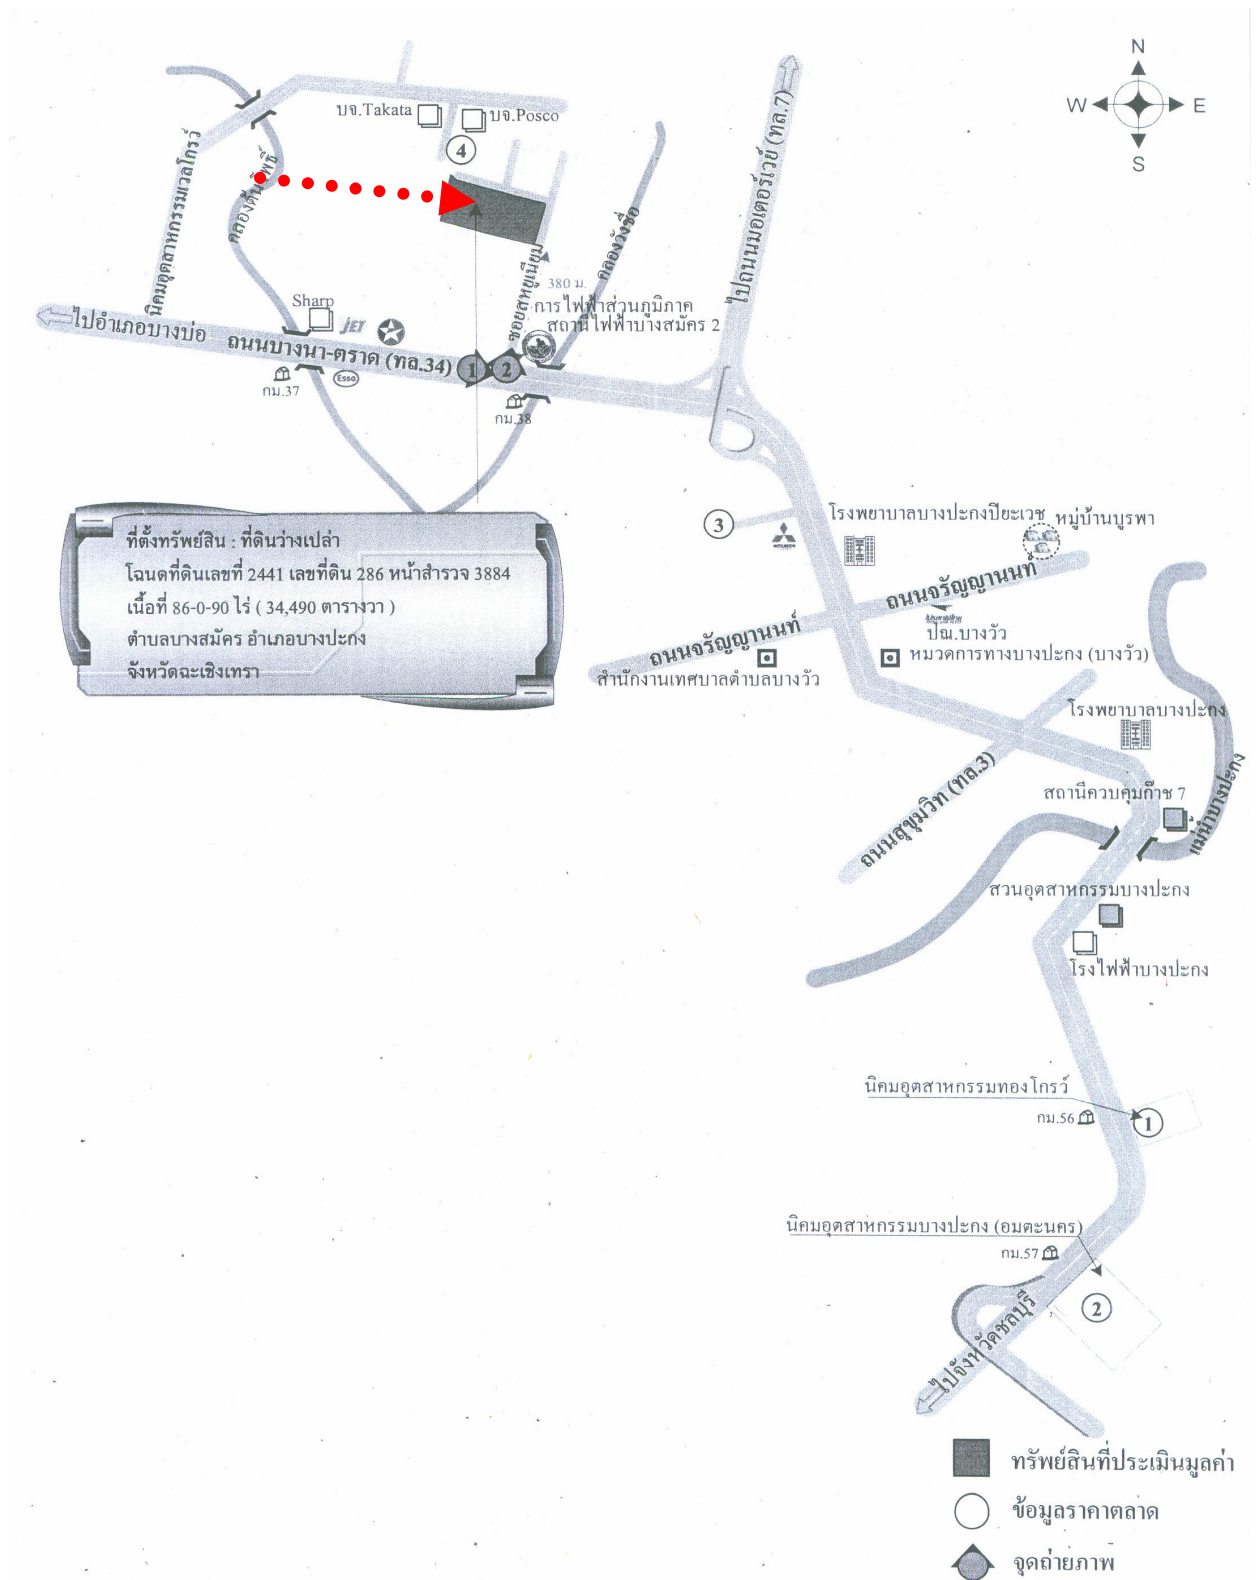 N
W
E
S
บจ.Takata
บจ.Posco
4
ไปถนนมอเตอร์เวย์ (ทล.7)
นิคมอุตสาหกรรมเวลโกรว์
คลองวังชื่อ
380 ม.
ซอยสหยูเนี่ยม
การไฟฟ้าส่วนภูมิภาค
สถานีไฟฟ้าบางสมัคร 2
Sharp
JET
ไปอำเภอบางบ่อ
ถนนบางนา-ตราด (ทล.34)
1
2
Esso
กม.37
กม.38
ที่ตั้งทรัพย์สิน : ที่ดินว่างเปล่า
โฉนดที่ดินเลขที่ 2441 เลขที่ดิน 286 หน้าสำรวจ 3884
เนื้อที่ 86-0-90 ไร่ ( 34,490 ตารางวา )
ตำบลบางสมัคร อำเภอบางปะกง
จังหวัดฉะเชิงเทรา
3
โรงพยาบาลบางปะกงปิยะเวช
หมู่บ้านบูรพา
ถนนจรัญญานนท์
ถนนจรัญญานนท์
ปณ.บางวัว
หมวดการทางบางปะกง (บางวัว)
สำนักงานเทศบาลตำบลบางวัว
โรงพยาบาลบางปะกง
ถนนสุขุมวิท (ทล.3)
สถานีควบคุมก๊าซ 7
แม่น้ำบางปะกง
สวนอุตสาหกรรมบางปะกง
โรงไฟฟ้าบางปะกง
นิคมอุตสาหกรรมทองโกรว์
กม.56
1
นิคมอุตสาหกรรมบางปะกง (อมตะนคร)
กม.57
2
ไปจังหวัดชลบุรี
ทรัพย์สินที่ประเมินมูลค่า
ข้อมูลราคาตลาด
จุดถ่ายภาพ